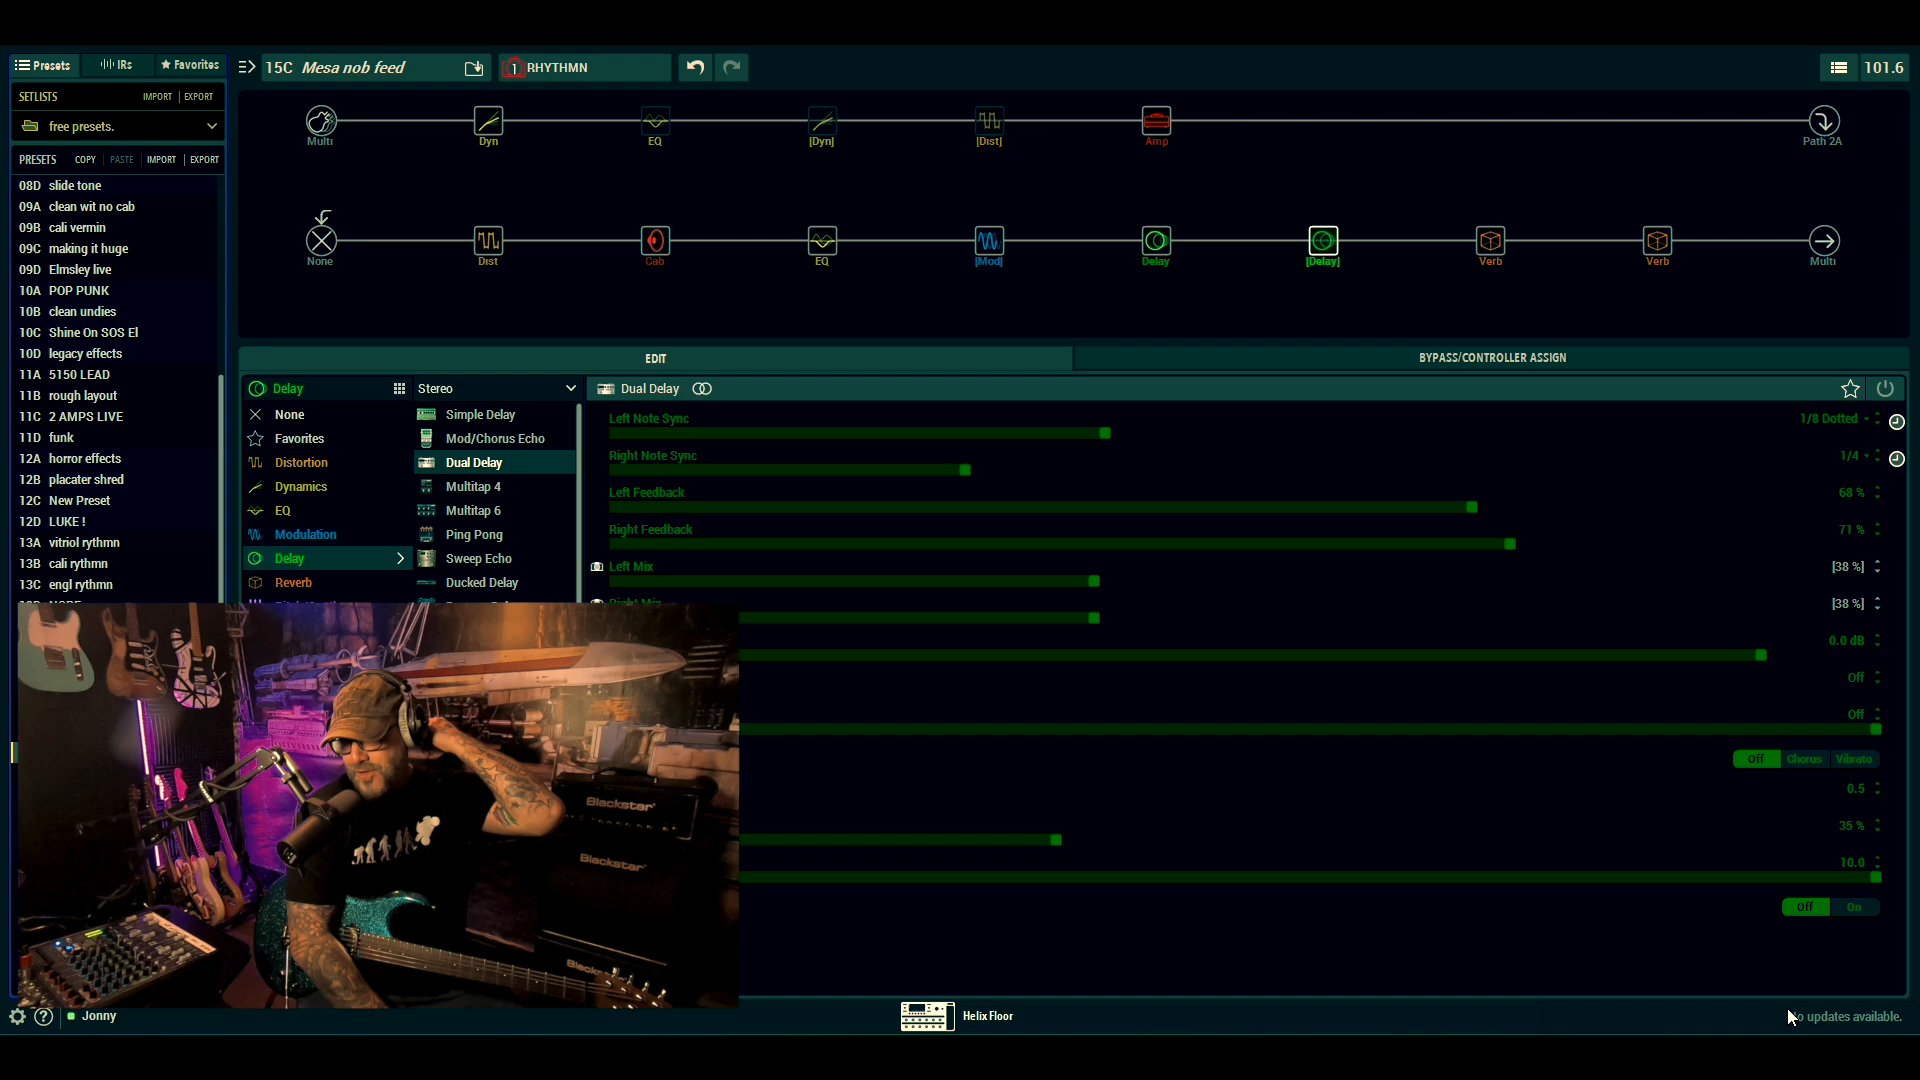 Presets IRs Favorites
15C Mesa nob feed 1 RHYTHMN 101.6
SETLISTS IMPORT EXPORT
free presets.
PRESETS COPY PASTE IMPORT EXPORT
08D slide tone
09A clean wit no cab
09B cali vermin
09C making it huge
09D Elmsley live
10A POP PUNK
10B clean undies
10C Shine On SOS El
10D legacy effects
11A 5150 LEAD
11B rough layout
11C 2 AMPS LIVE
11D funk
12A horror effects
12B placater shred
12C New Preset
12D LUKE !
13A vitriol rythmn
13B cali rythmn
13C engl rythmn
Multi Dyn EQ [Dyn] [Dist] Amp Path 2A
None Dist Cab EQ [Mod] Delay [Delay] Verb Verb Multi
EDIT BYPASS/CONTROLLER ASSIGN
Delay Stereo Dual Delay
None
Favorites
Distortion
Dynamics
EQ
Modulation
Delay
Reverb
Simple Delay
Mod/Chorus Echo
Dual Delay
Multitap 4
Multitap 6
Ping Pong
Sweep Echo
Ducked Delay
Left Note Sync 1/8 Dotted
Right Note Sync 1/4
Left Feedback 68 %
Right Feedback 71 %
Left Mix [38 %]
Right Mix [38 %]
0.0 dB
Off
Off
Off Chorus Vibrato
0.5
35 %
10.0
Off On
Blackstar
Blackstar
Blackstar
Jonny Helix Floor updates available.